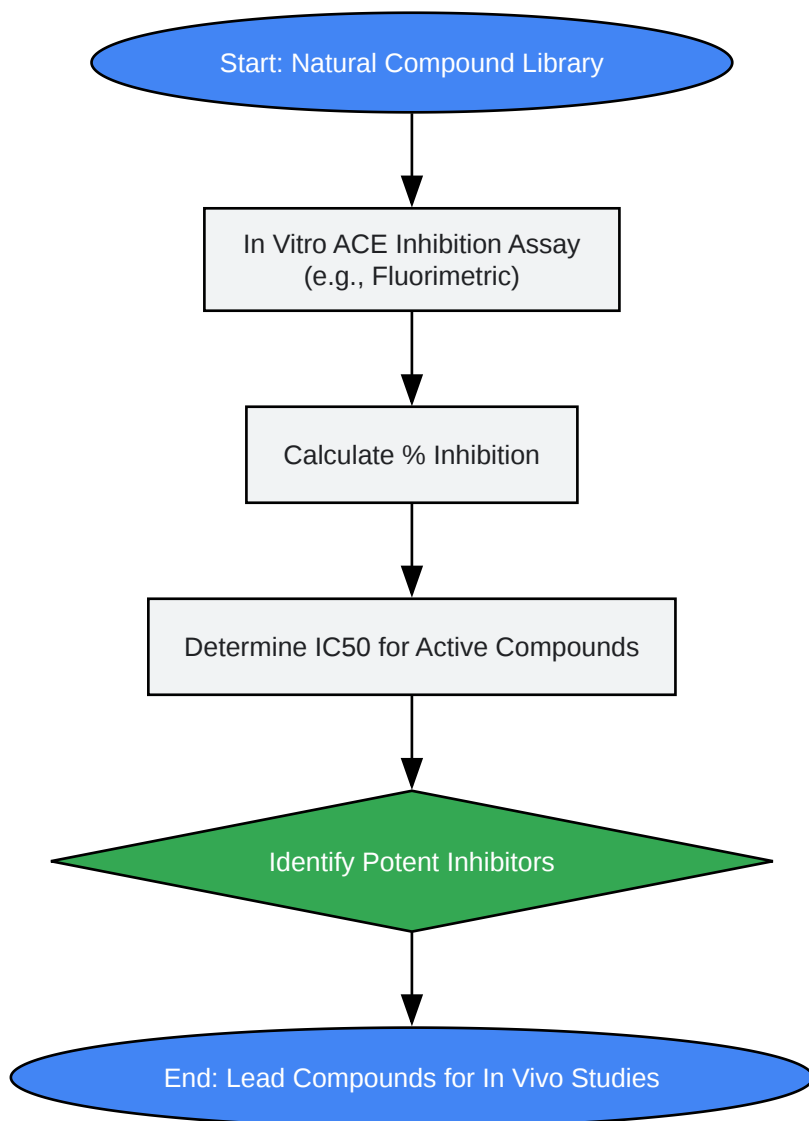 Start: Natural Compound Library
In Vitro ACE Inhibition Assay
(e.g., Fluorimetric)
Calculate % Inhibition
Determine IC50 for Active Compounds
Identify Potent Inhibitors
End: Lead Compounds for In Vivo Studies